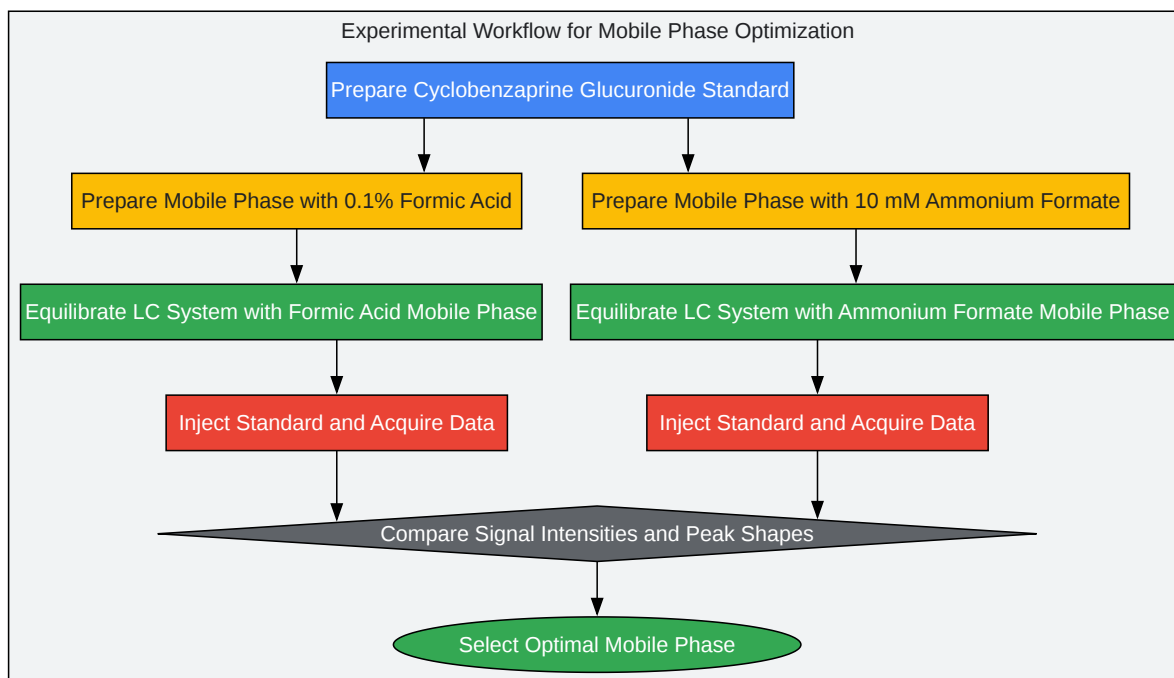 Experimental Workflow for Mobile Phase Optimization
Prepare Cyclobenzaprine Glucuronide Standard
Prepare Mobile Phase with 0.1% Formic Acid
Prepare Mobile Phase with 10 mM Ammonium Formate
Equilibrate LC System with Formic Acid Mobile Phase
Equilibrate LC System with Ammonium Formate Mobile Phase
Inject Standard and Acquire Data
Inject Standard and Acquire Data
Compare Signal Intensities and Peak Shapes
Select Optimal Mobile Phase